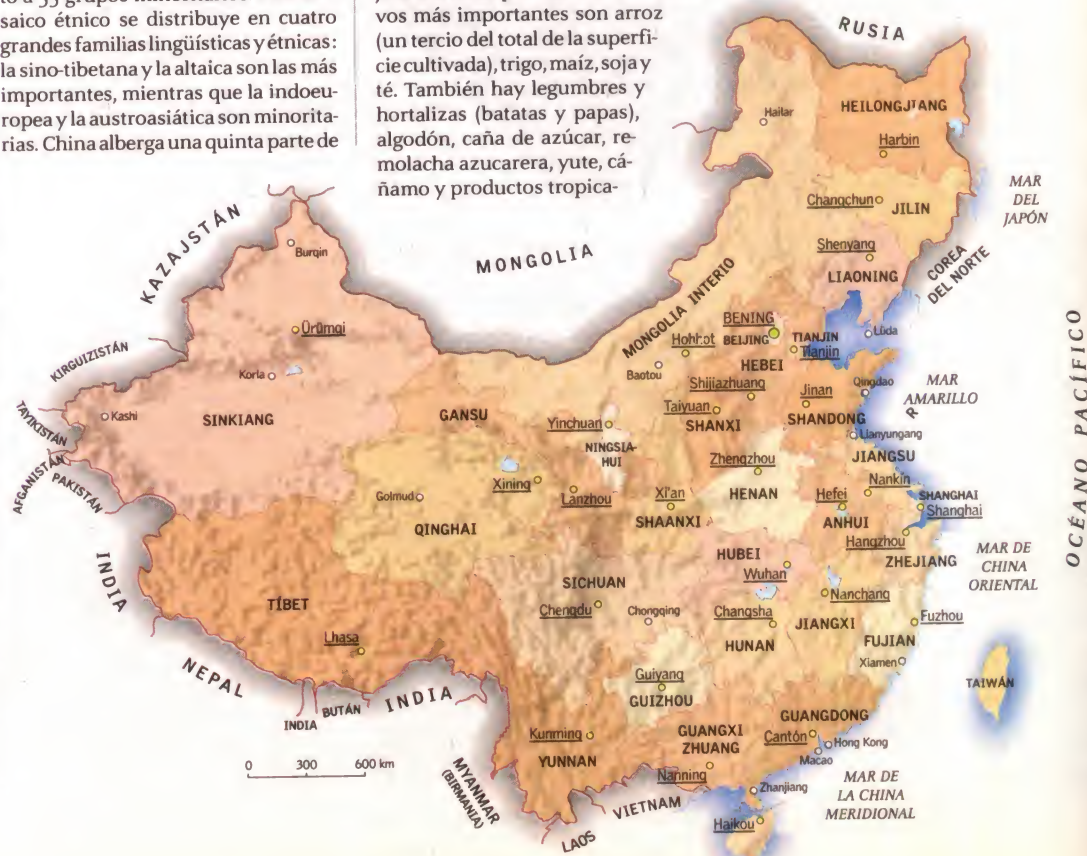 saico étnico se distribuye en cuatro
grandes familias lingüísticas y étnicas:
la sino-tibetana y la altaica son las más
importantes, mientras que la indoeu-
ropea y la austroasiática son minorita-
rias. China alberga una quinta parte de
vos más importantes son arroz
(un tercio del total de la superfi-
cie cultivada), trigo, maíz, soja y
té. También hay legumbres y
hortalizas (batatas y papas),
algodón, caña de azúcar, re-
molacha azucarera, yute, cá-
ñamo y productos tropica-
RUSIA
Hailar
HEILONGJIANG
Harbin
MAR
DEL
JAPÓN
Changchun
JILIN
Shenyang
LIAONING
COREA
DEL NORTE
KAZAJSTÁN
Burqin
MONGOLIA
MONGOLIA INTERIO
Ürümqi
KIRGUIZISTÁN
Korla
Kashi
SINKIANG
TAYIKISTÁN
AFGANISTÁN
PAKISTÁN
BENING
BEIJING
TIANJIN
Tianjin
Lüda
Hohhot
Baotou
HEBEI
Shijiazhuang
Taiyuan
SHANXI
Jinan
SHANDONG
Qingdao
MAR
AMARILLO
R
OCÉANO PACÍFICO
GANSU
Yinchuan
NINGSIA-
HUI
Lianyungang
JIANGSU
Golmud
Xining
Lanzhou
QINGHAI
Xi'an
SHAANXI
Zhengzhou
HENAN
Hefei
ANHUI
Nankín
SHANGHAI
Shanghai
Hangzhou
ZHEJIANG
MAR DE
CHINA
ORIENTAL
INDIA
TÍBET
Lhasa
SICHUAN
Chengdu
Chongqing
HUBEI
Wuhan
Changsha
HUNAN
Nanchang
JIANGXI
Fuzhou
FUJIAN
Xiamen
TAIWÁN
NEPAL
INDIA
BUTÁN
INDIA
Guiyang
GUIZHOU
Kunming
YUNNAN
GUANGXI
ZHUANG
Nanning
GUANGDONG
Cantón
Hong Kong
Macao
0 300 600 km
MYANMAR
(BIRMANIA)
LAOS
VIETNAM
Zhanjiang
Haikou
MAR DE
LA CHINA
MERIDIONAL